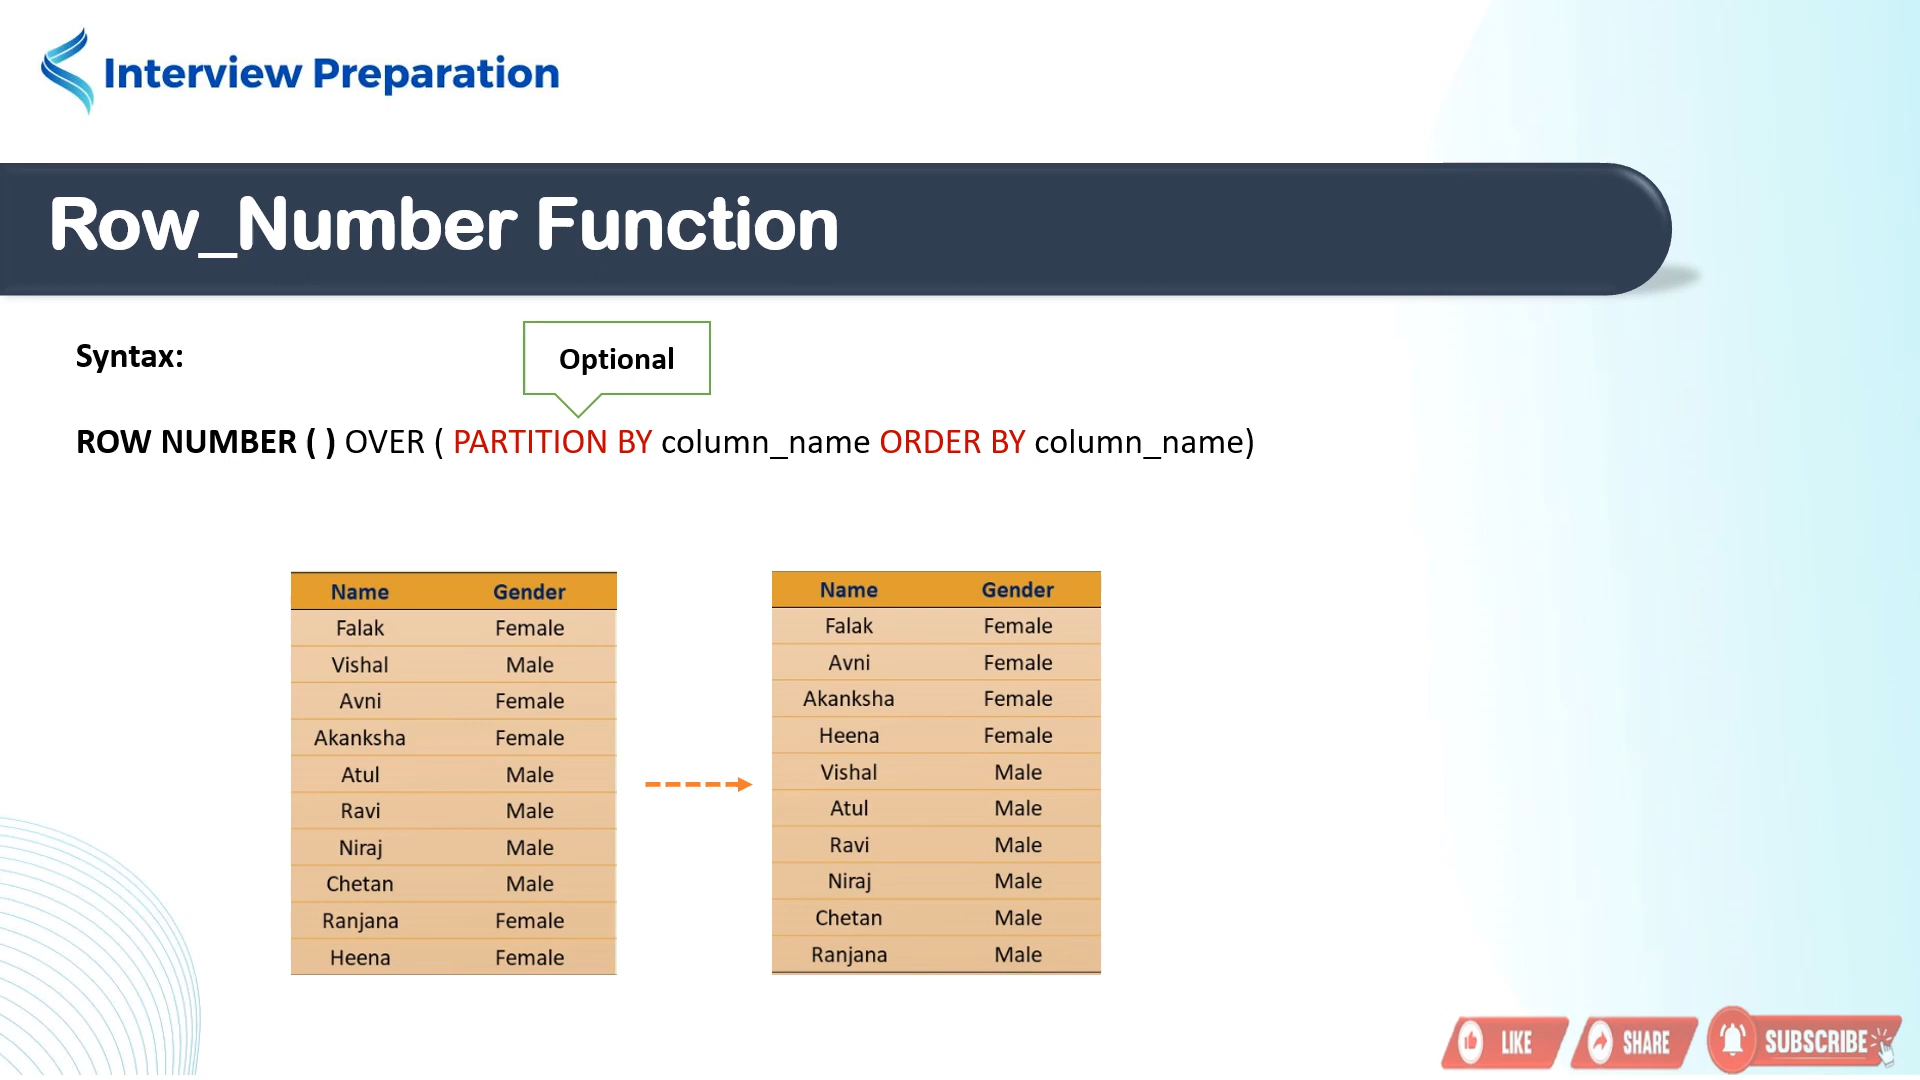 Interview Preparation
Row_Number Function
Syntax:
Optional
ROW NUMBER ( ) OVER ( PARTITION BY column_name ORDER BY column_name)
Name Gender
Falak Female
Vishal Male
Avni Female
Akanksha Female
Atul Male
Ravi Male
Niraj Male
Chetan Male
Ranjana Female
Heena Female
Name Gender
Falak Female
Avni Female
Akanksha Female
Heena Female
Vishal Male
Atul Male
Ravi Male
Niraj Male
Chetan Male
Ranjana Male
LIKE SHARE SUBSCRIBE